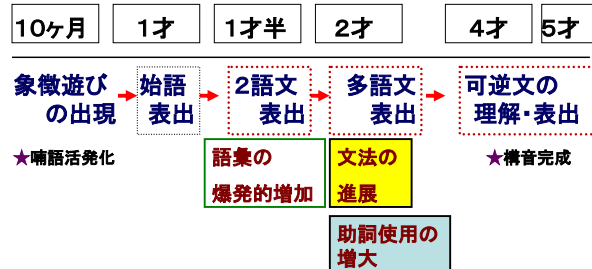 10ヶ月 1才 1才半 2才 4才 5才
象徴遊びの出現 始語表出 2語文表出 多語文表出 可逆文の理解・表出
★喃語活発化
語彙の爆発的増加
文法の進展
★構音完成
助詞使用の増大